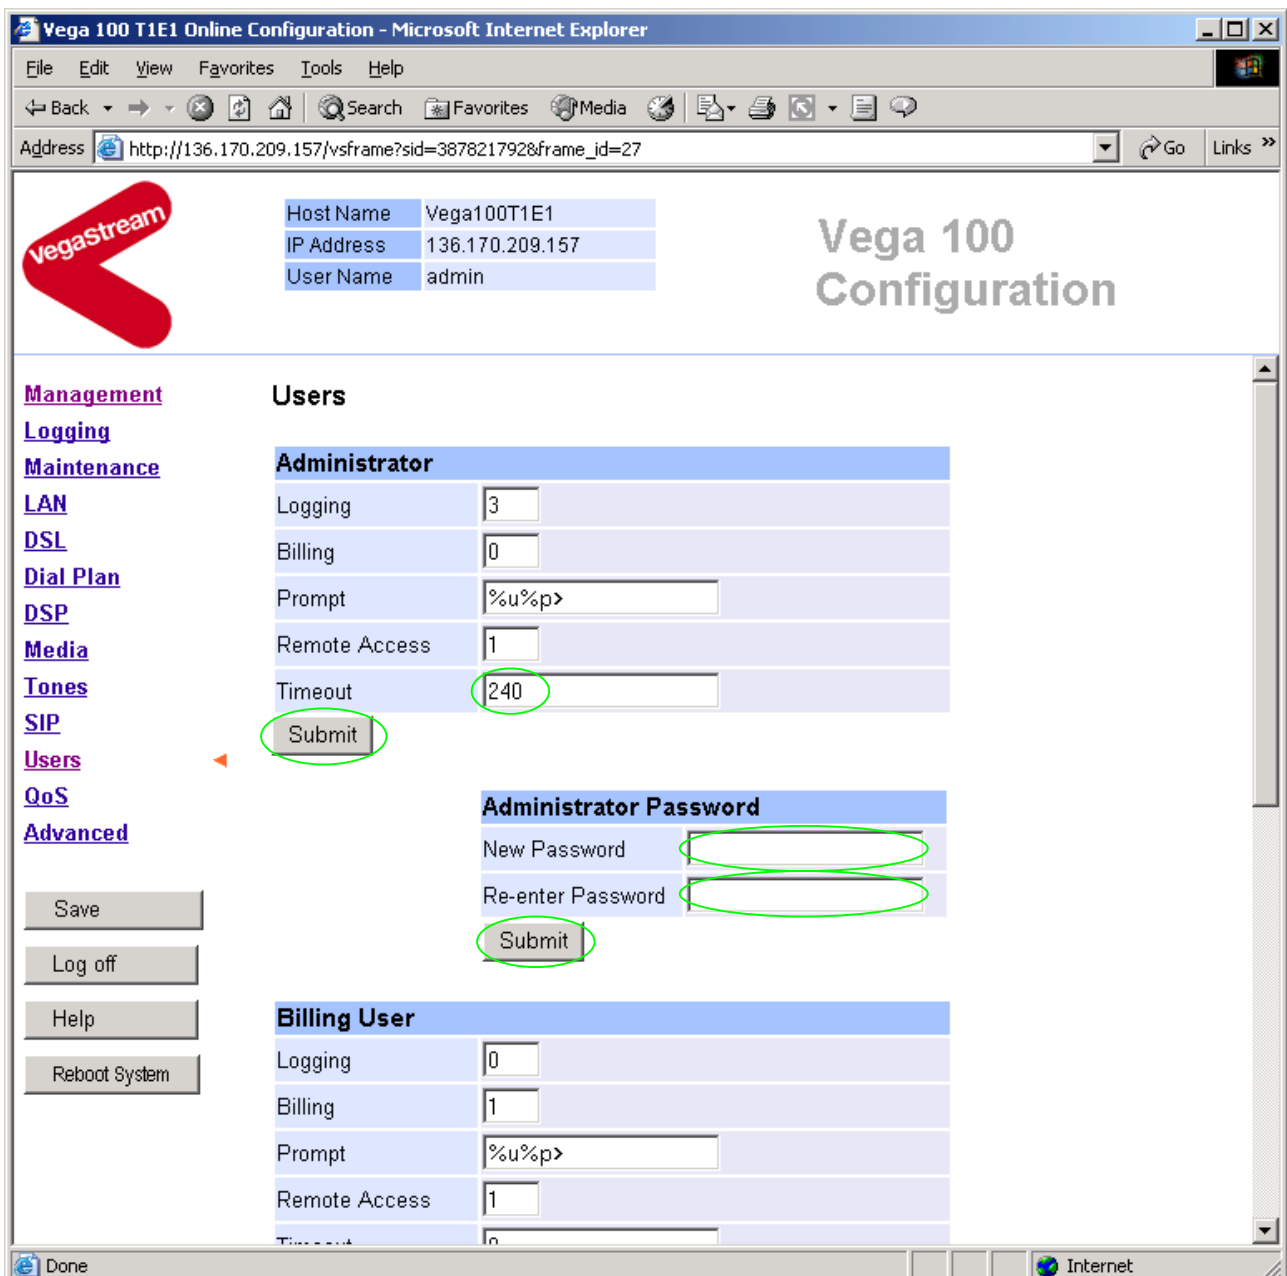 Vega 100 T1E1 Online Configuration - Microsoft Internet Explorer
File Edit View Favorites Tools Help
Back Search Favorites Media
Address http://136.170.209.157/vsframe?sid=387821792&frame_id=27 Go Links »
vegastream
Host Name Vega100T1E1
IP Address 136.170.209.157
User Name admin
Vega 100
Configuration
Management
Logging
Maintenance
LAN
DSL
Dial Plan
DSP
Media
Tones
SIP
Users
QoS
Advanced
Save
Log off
Help
Reboot System
Users
Administrator
Logging 3
Billing 0
Prompt %u%p>
Remote Access 1
Timeout 240
Submit
Administrator Password
New Password
Re-enter Password
Submit
Billing User
Logging 0
Billing 1
Prompt %u%p>
Remote Access 1
Timeout 0
Done Internet